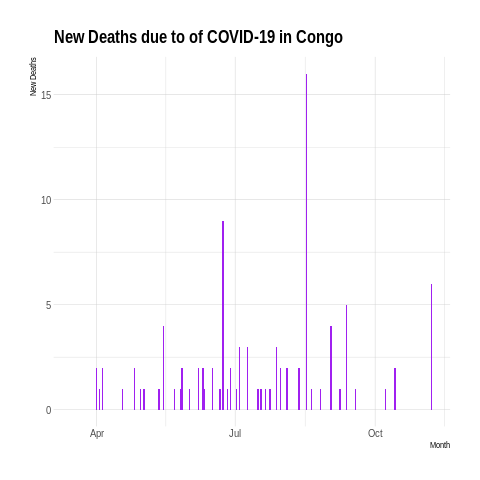 New Deaths due to of COVID-19 in Congo
New Deaths
15
10
5
0
Apr Jul Oct
Month